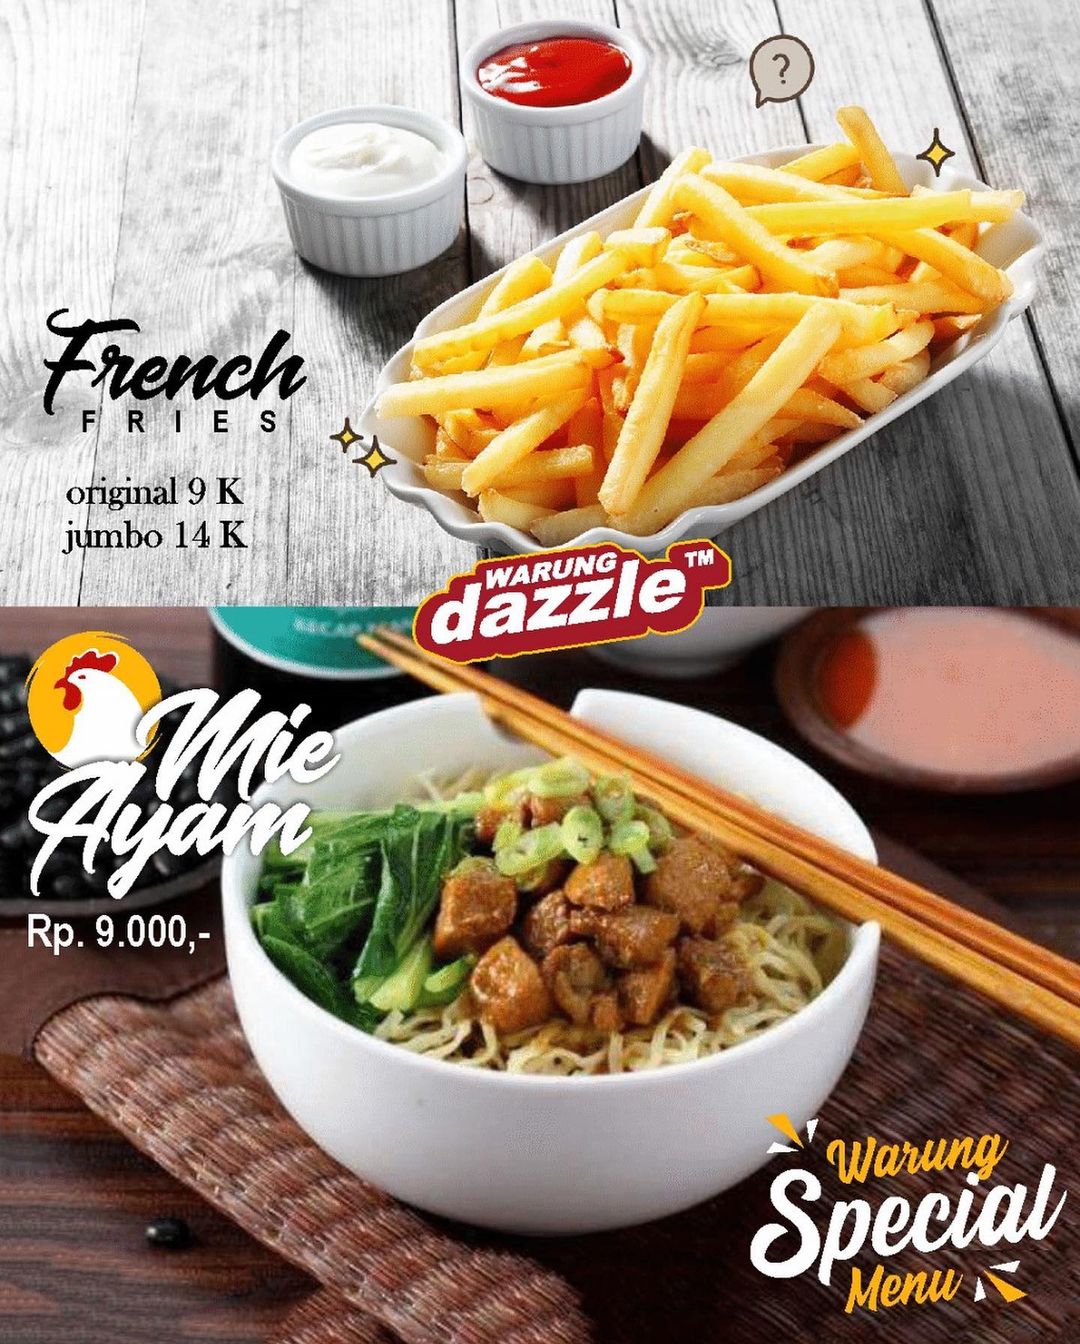 ?
French
FRIES
original 9 K
jumbo 14 K
WARUNG
dazzle™
Mie
Ayam
Rp. 9.000,-
Warung
Special
Menu